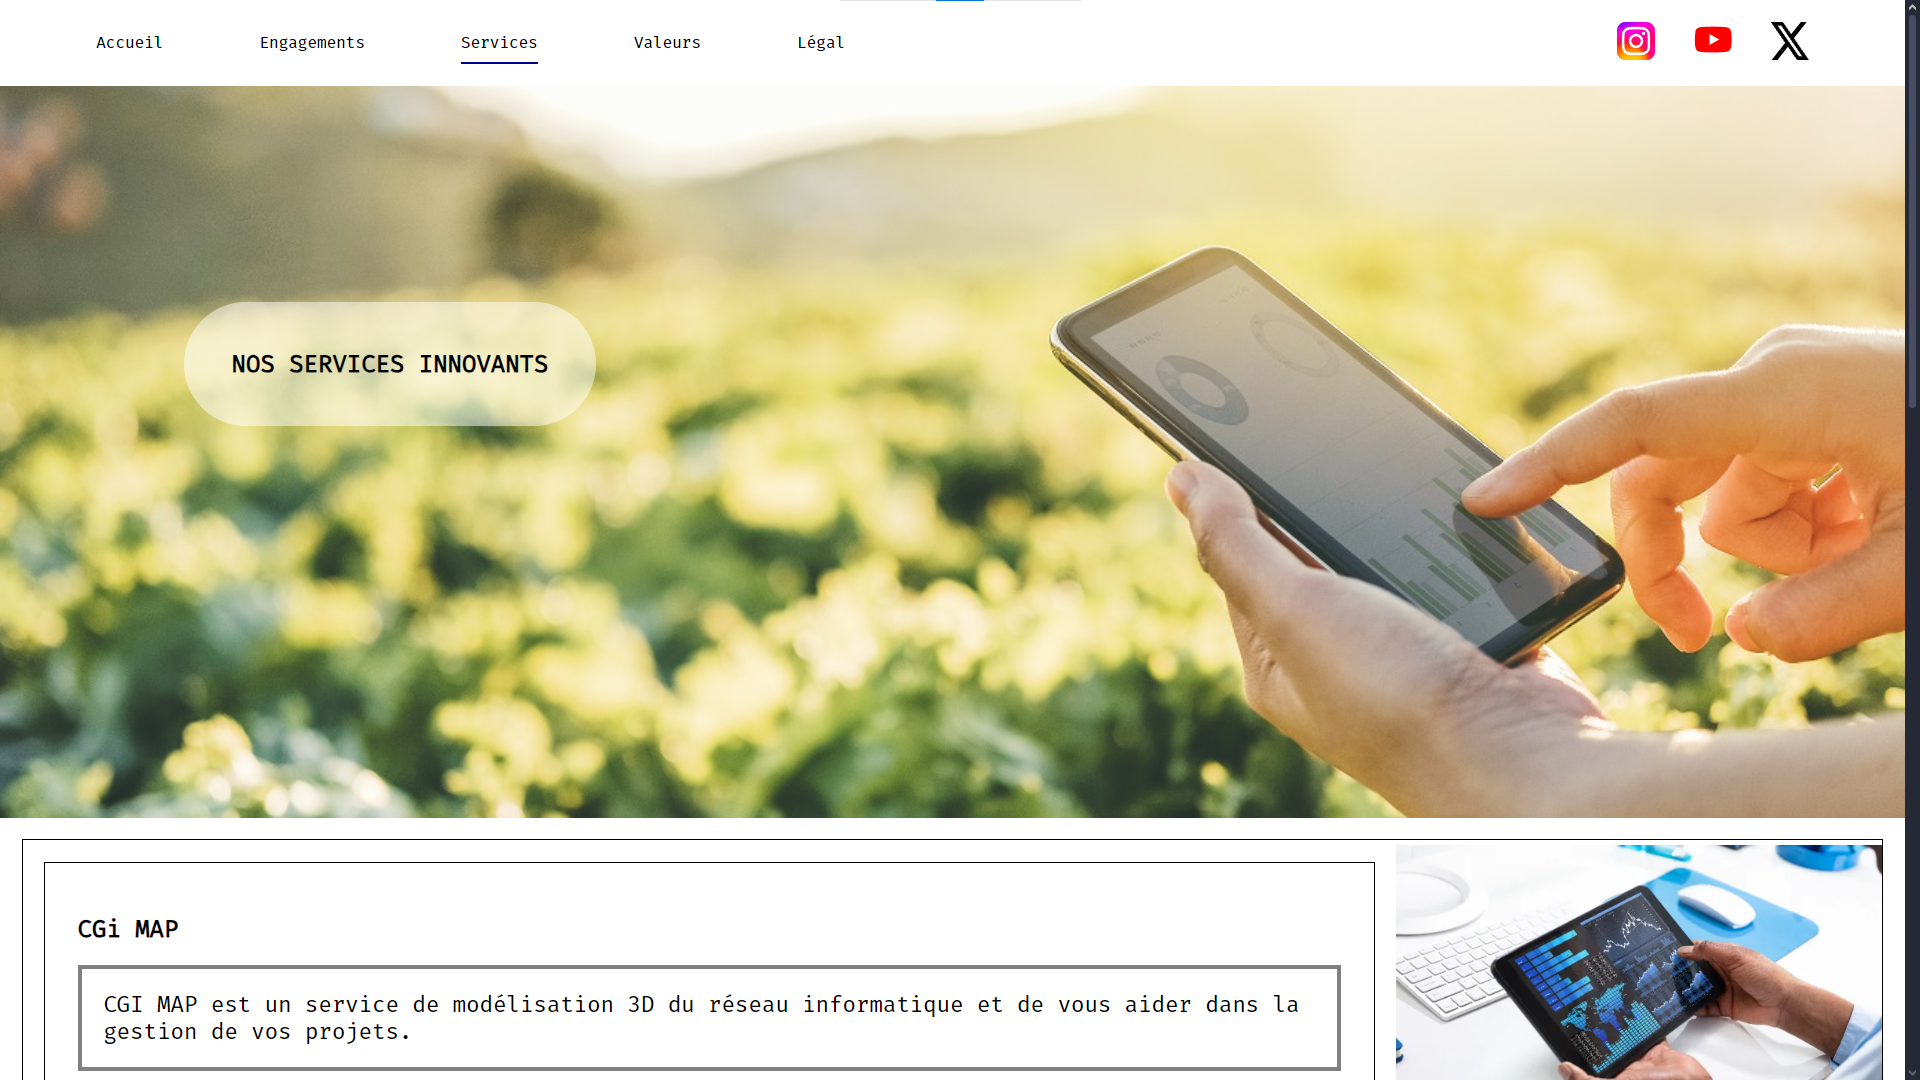 Accueil
Engagements
Services
Valeurs
Légal
NOS SERVICES INNOVANTS
CGi MAP
CGI MAP est un service de modélisation 3D du réseau informatique et de vous aider dans la
gestion de vos projets.